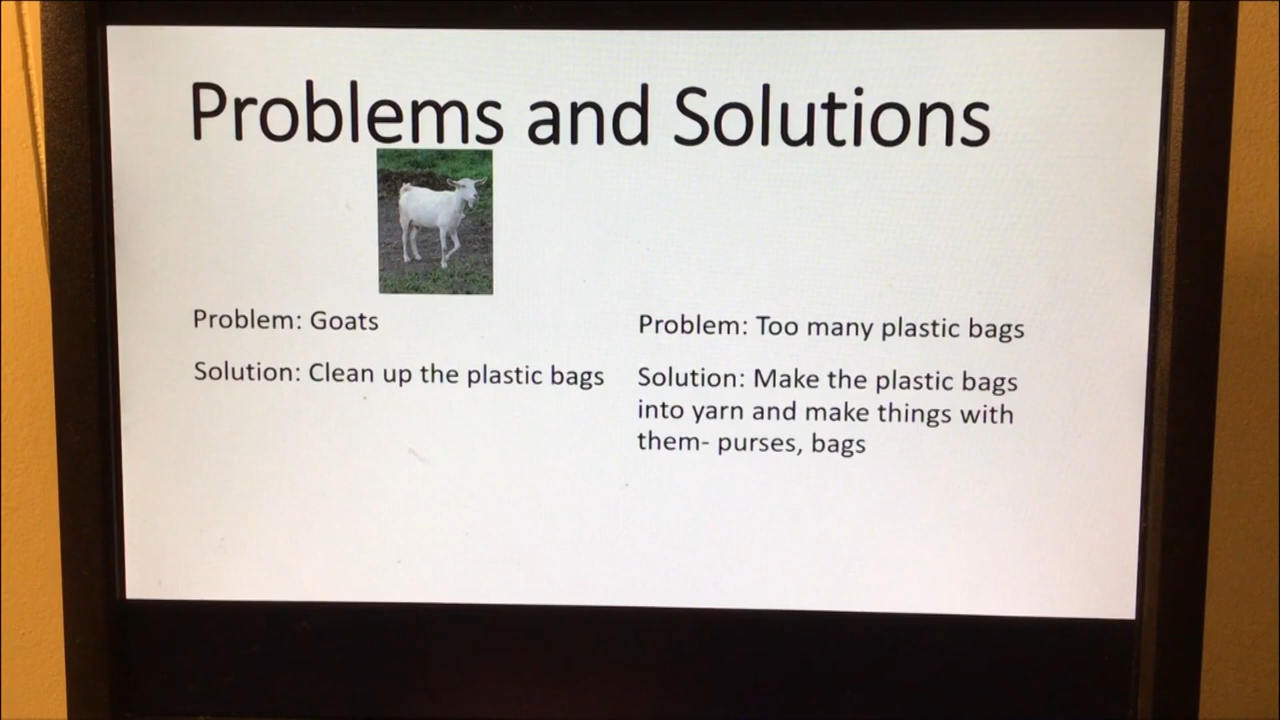 Problems and Solutions
Problem: Goats
Solution: Clean up the plastic bags
Problem: Too many plastic bags
Solution: Make the plastic bags
into yarn and make things with
them- purses, bags